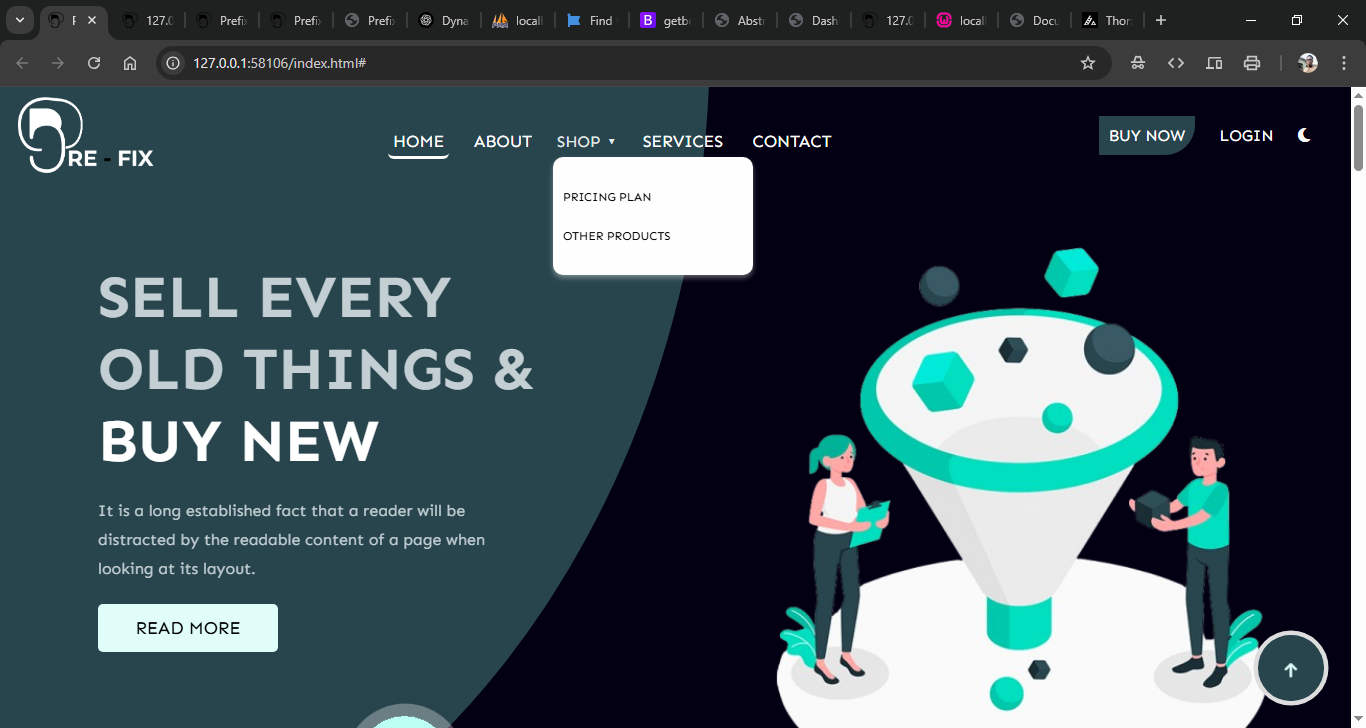 127.0
Prefi
Prefi
Prefi
Dyna
locall
Find
getbo
Abstr
Dash
127.0
local
Docu
Thor
127.0.0.1:58106/index.html#
RE - FIX
HOME ABOUT SHOP ▼ SERVICES CONTACT
BUY NOW LOGIN
PRICING PLAN
OTHER PRODUCTS
SELL EVERY
OLD THINGS &
BUY NEW
It is a long established fact that a reader will be
distracted by the readable content of a page when
looking at its layout.
READ MORE